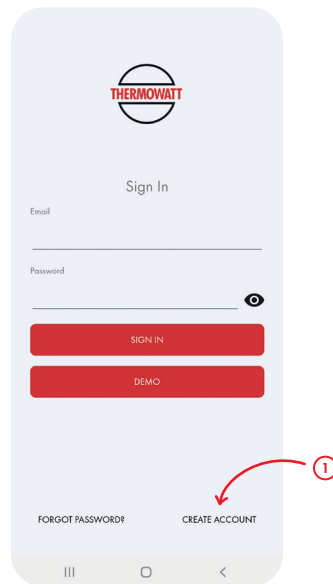 THERMOWATT
Sign In
Email
Password
SIGN IN
DEMO
1
FORGOT PASSWORD?
CREATE ACCOUNT